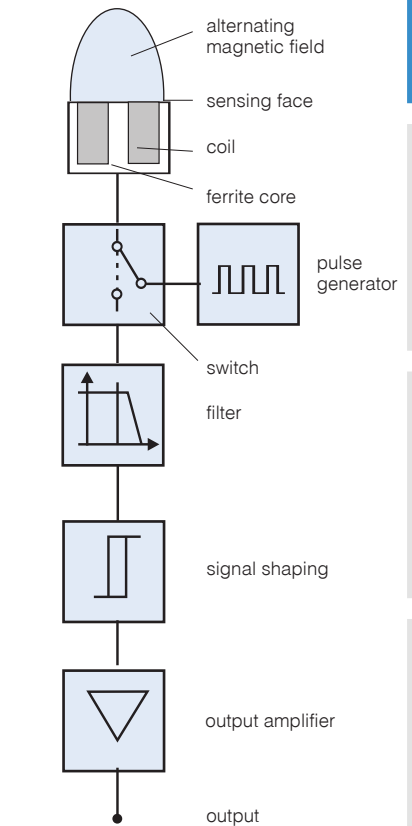 alternating
magnetic field
sensing face
coil
ferrite core
pulse
generator
switch
filter
signal shaping
output amplifier
output